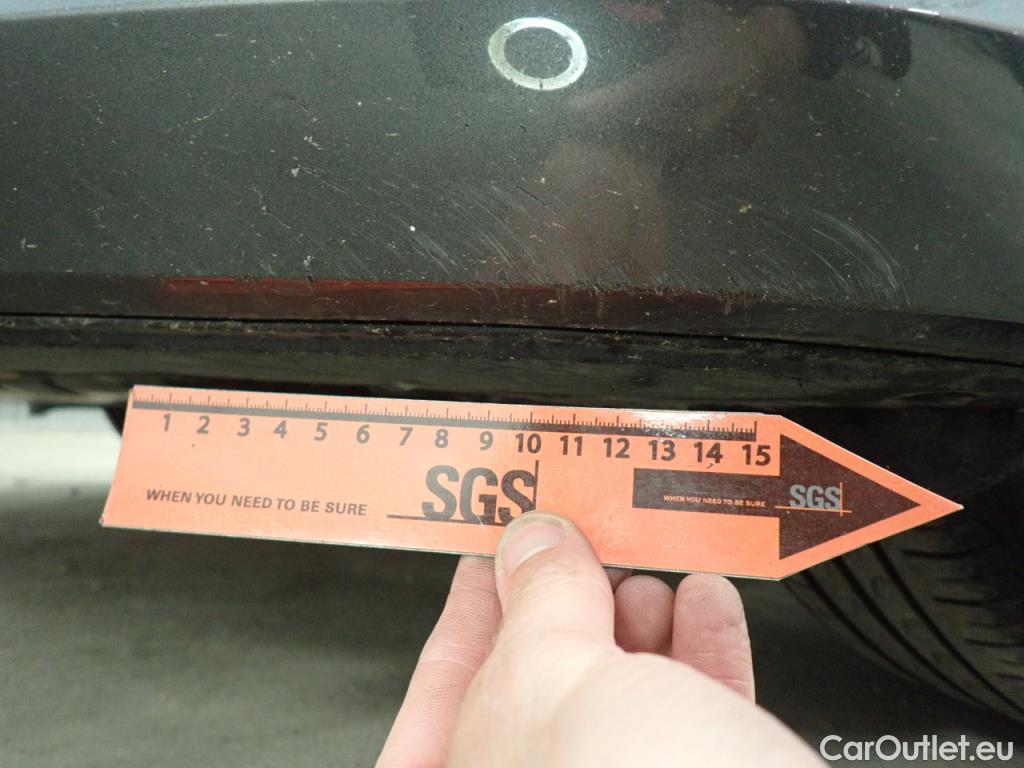 1 2 3 4 5 6 7 8 9 10 11 12 13 14 15
WHEN YOU NEED TO BE SURE
SGS
WHEN YOU NEED TO BE SURE
SGS
CarOutlet.eu